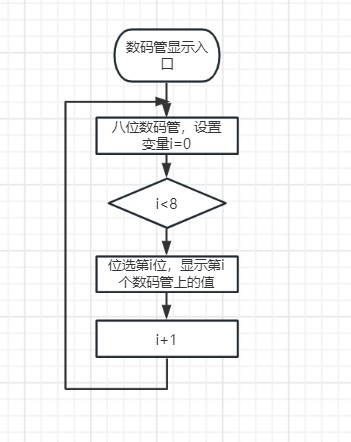 数码管显示入
口
八位数码管，设置
变量i=0
i<8
位选第i位，显示第i
个数码管上的值
i+1